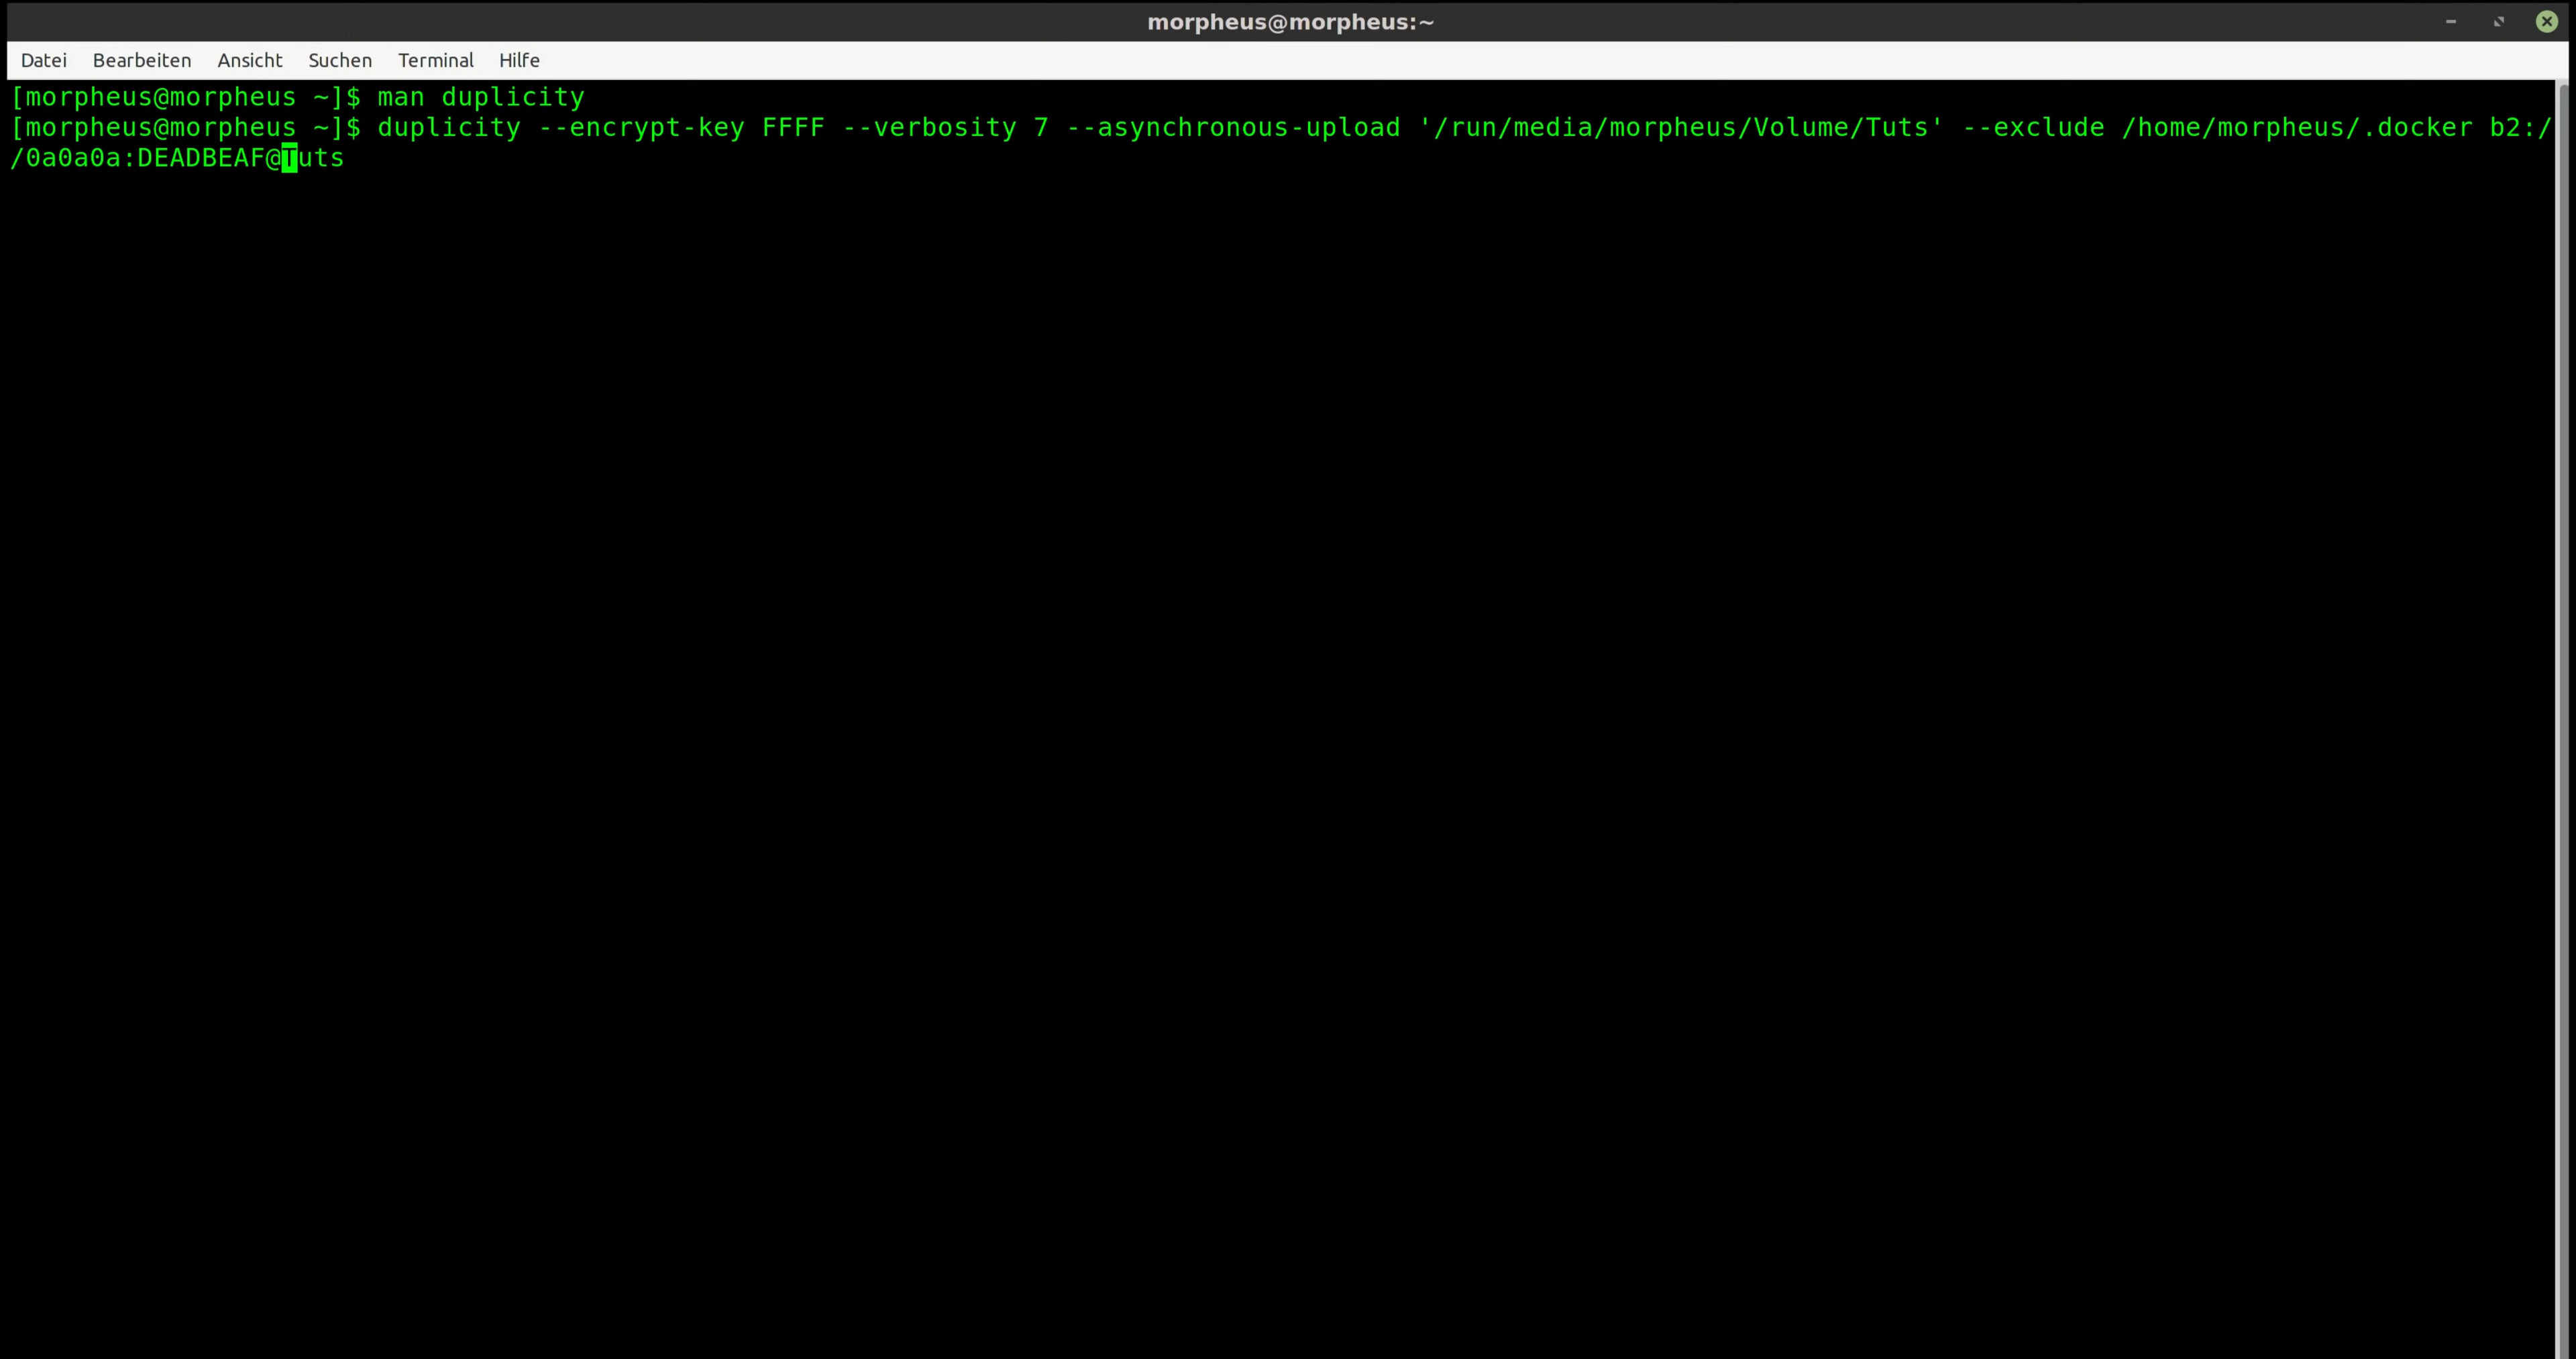 morpheus@morpheus:~
Datei Bearbeiten Ansicht Suchen Terminal Hilfe
[morpheus@morpheus ~]$ man duplicity
[morpheus@morpheus ~]$ duplicity --encrypt-key FFFF --verbosity 7 --asynchronous-upload '/run/media/morpheus/Volume/Tuts' --exclude /home/morpheus/.docker b2:/
/0a0a0a:DEADBEAF@Tuts